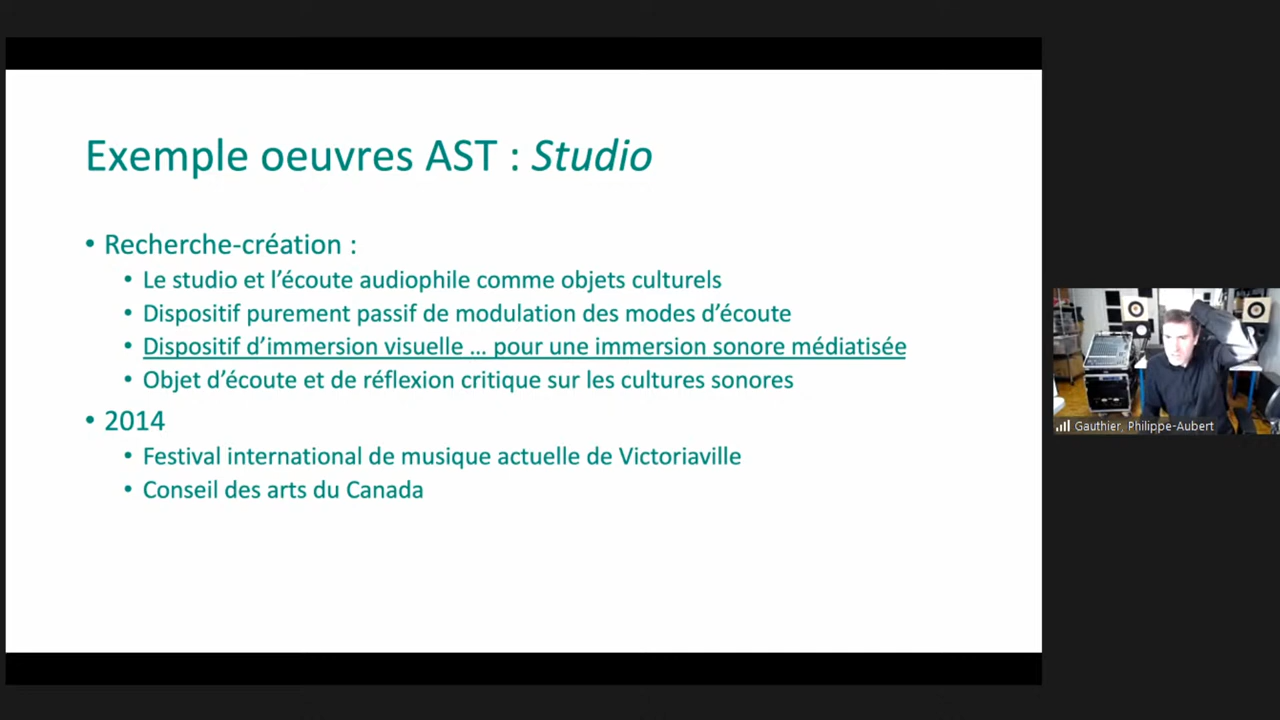 Exemple oeuvres AST : Studio
• Recherche-création :
• Le studio et l’écoute audiophile comme objets culturels
• Dispositif purement passif de modulation des modes d’écoute
• Dispositif d’immersion visuelle … pour une immersion sonore médiatisée
• Objet d’écoute et de réflexion critique sur les cultures sonores
• 2014
• Festival international de musique actuelle de Victoriaville
• Conseil des arts du Canada
Gauthier, Philippe-Aubert